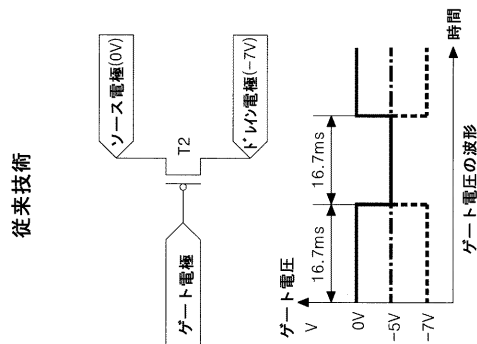 従来技術
ソース電極(0V)
T2
ドレイン電極(-7V)
ゲート電極
ゲート電圧
V
0V
-5V
-7V
16.7ms
16.7ms
時間
ゲート電圧の波形